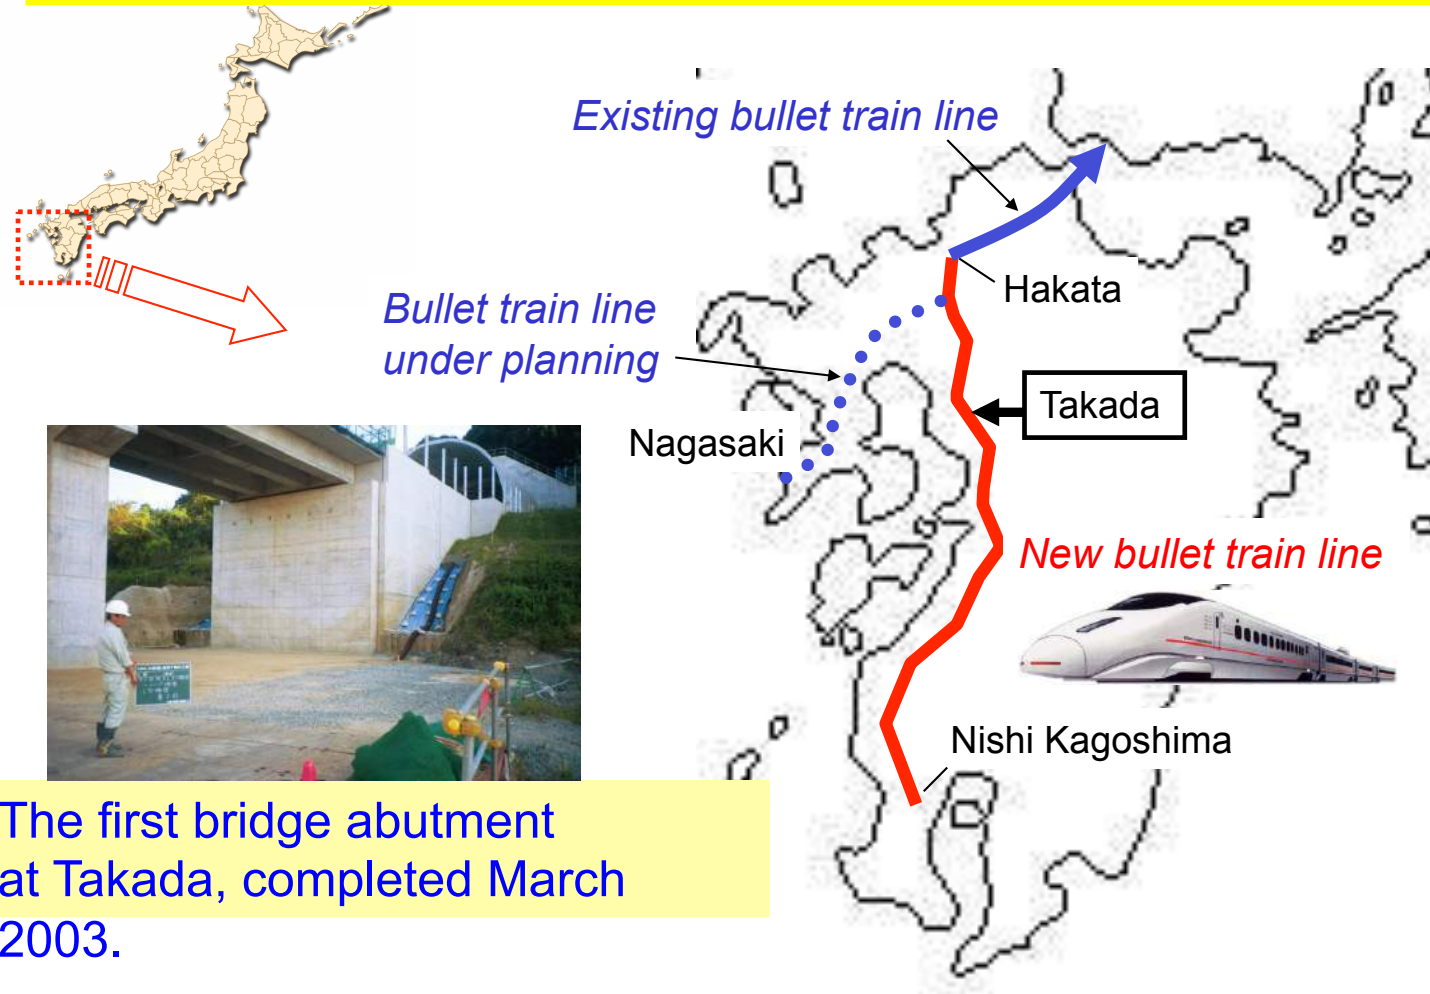 Existing bullet train line
Hakata
Bullet train line
under planning
Takada
Nagasaki
New bullet train line
Nishi Kagoshima
The first bridge abutment
at Takada, completed March
2003.